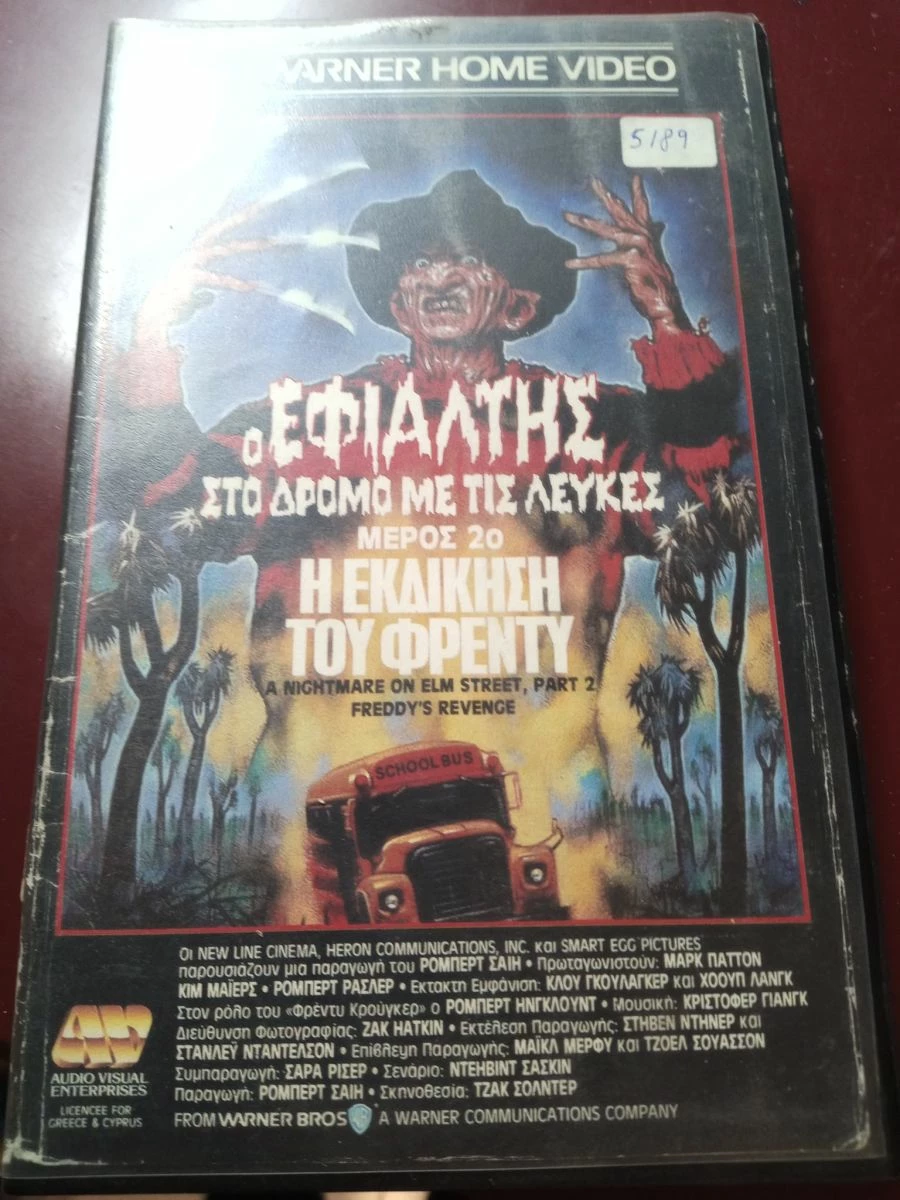 WARNER HOME VIDEO
5189
Ο ΕΦΙΑΛΤΗΣ
ΣΤΟ ΔΡΟΜΟ ΜΕ ΤΙΣ ΛΕΥΚΕΣ
ΜΕΡΟΣ 2ο
Η ΕΚΔΙΚΗΣΗ
ΤΟΥ ΦΡΕΝΤΥ
A NIGHTMARE ON ELM STREET, PART 2
FREDDY'S REVENGE
SCHOOL BUS
Οι NEW LINE CINEMA, HERON COMMUNICATIONS, INC. και SMART EGG PICTURES
παρουσιάζουν μια παραγωγή του ΡΟΜΠΕΡΤ ΣΑΙΗ • Πρωταγωνιστούν: ΜΑΡΚ ΠΑΤΤΟΝ
ΚΙΜ ΜΑΪΕΡΣ • ΡΟΜΠΕΡΤ ΡΑΣΛΕΡ • Εκτακτη Εμφάνιση: ΚΛΟΥ ΓΚΟΥΛΑΓΚΕΡ και ΧΟΟΥΠ ΛΑΝΓΚ
Στον ρόλο του «Φρέντυ Κρούγκερ» ο ΡΟΜΠΕΡΤ ΗΝΓΚΛΟΥΝΤ • Μουσική: ΚΡΙΣΤΟΦΕΡ ΓΙΑΝΓΚ
Διεύθυνση Φωτογραφίας: ΖΑΚ ΗΑΤΚΙΝ • Εκτέλεση Παραγωγής: ΣΤΗΒΕΝ ΝΤΗΝΕΡ και
ΣΤΑΝΛΕΫ ΝΤΑΝΤΕΛΣΟΝ • Επίβλεψη Παραγωγής: ΜΑΪΚΛ ΜΕΡΦΥ και ΤΖΟΕΛ ΣΟΥΑΣΣΟΝ
Συμπαραγωγή: ΣΑΡΑ ΡΙΣΕΡ • Σενάριο: ΝΤΕΗΒΙΝΤ ΣΑΣΚΙΝ
Παραγωγή: ΡΟΜΠΕΡΤ ΣΑΙΗ • Σκηνοθεσία: ΤΖΑΚ ΣΟΛΝΤΕΡ
FROM WARNER BROS A WARNER COMMUNICATIONS COMPANY
AUDIO VISUAL
ENTERPRISES
LICENCEE FOR
GREECE & CYPRUS